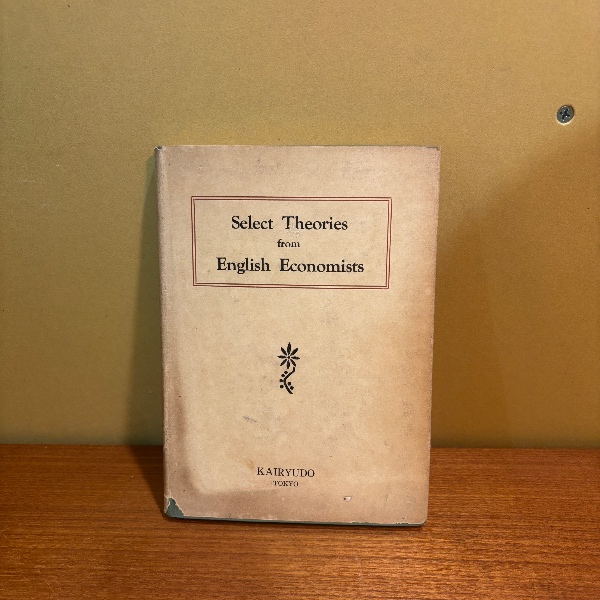 Select Theories
from
English Economists
KAIRYUDO
TOKYO